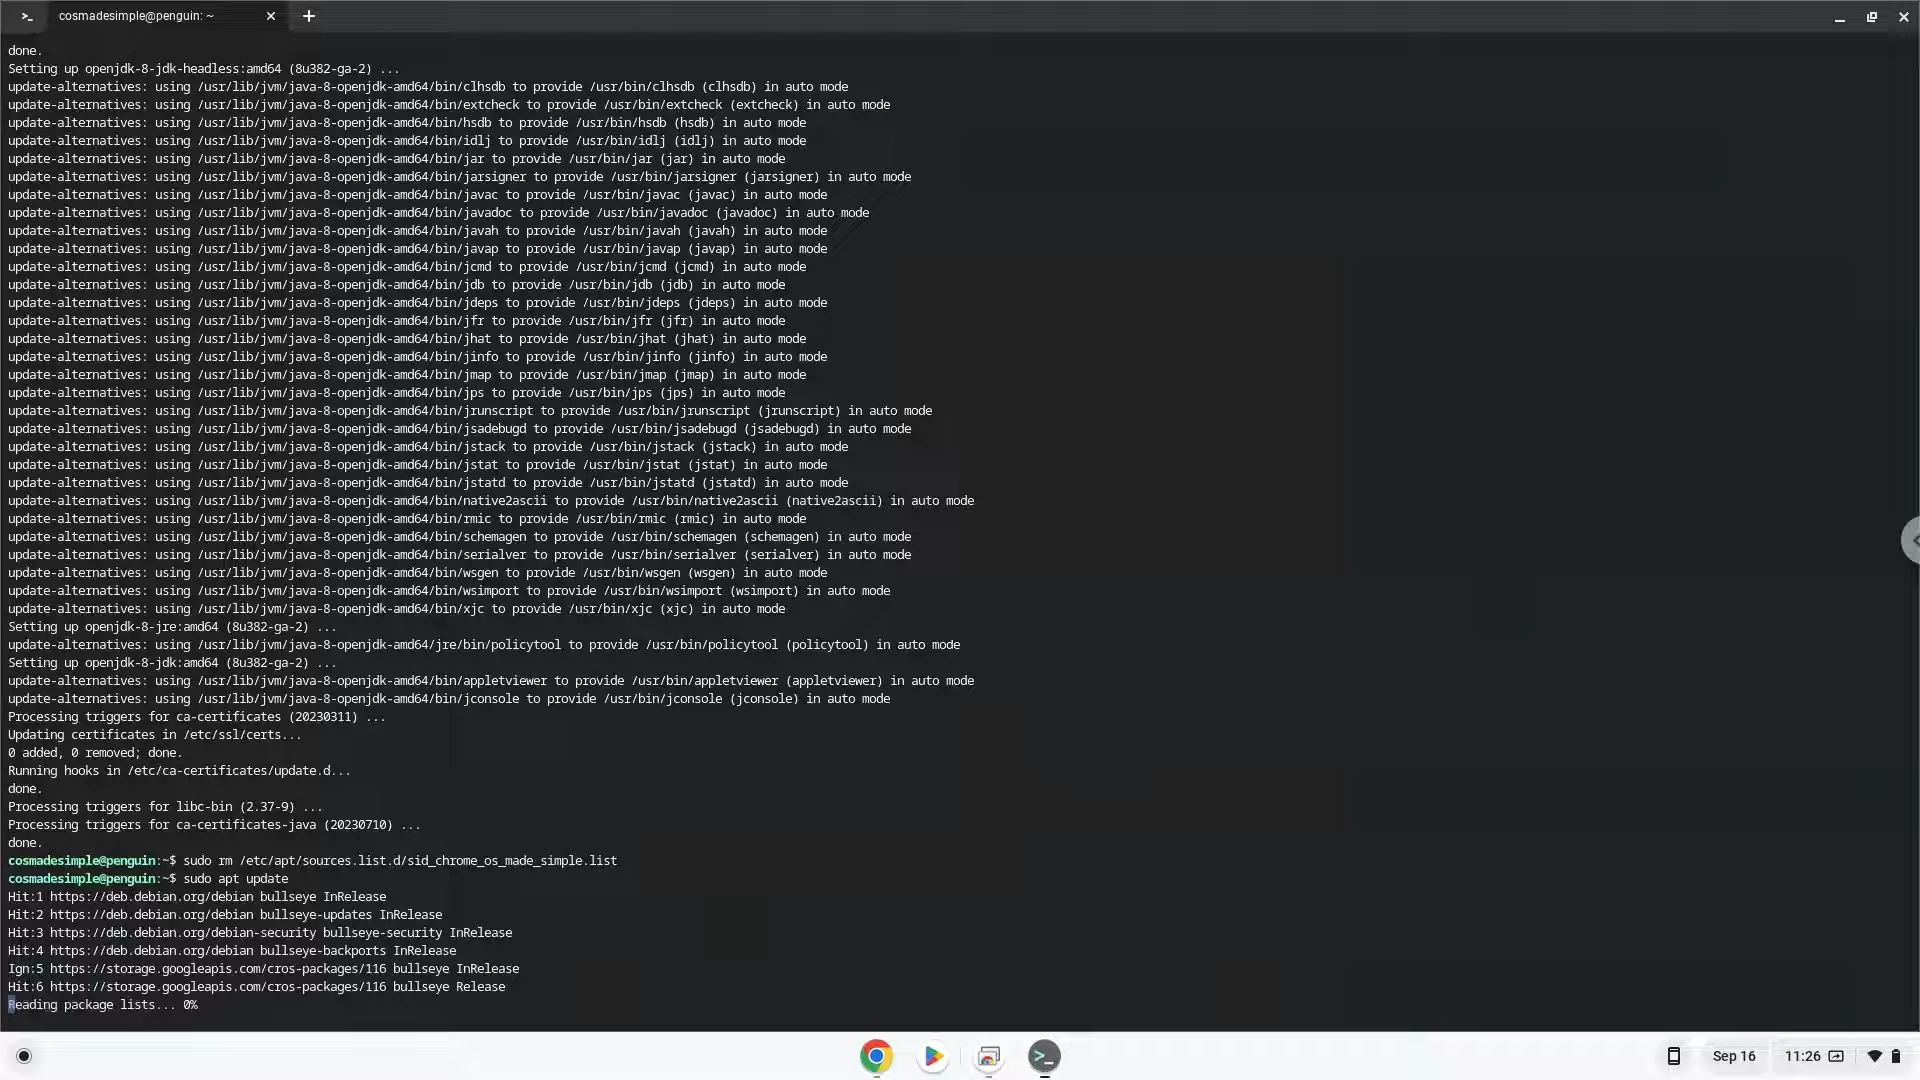 cosmadesimple@penguin: ~
done.
Setting up openjdk-8-jdk-headless:amd64 (8u382-ga-2) ...
update-alternatives: using /usr/lib/jvm/java-8-openjdk-amd64/bin/clhsdb to provide /usr/bin/clhsdb (clhsdb) in auto mode
update-alternatives: using /usr/lib/jvm/java-8-openjdk-amd64/bin/extcheck to provide /usr/bin/extcheck (extcheck) in auto mode
update-alternatives: using /usr/lib/jvm/java-8-openjdk-amd64/bin/hsdb to provide /usr/bin/hsdb (hsdb) in auto mode
update-alternatives: using /usr/lib/jvm/java-8-openjdk-amd64/bin/idlj to provide /usr/bin/idlj (idlj) in auto mode
update-alternatives: using /usr/lib/jvm/java-8-openjdk-amd64/bin/jar to provide /usr/bin/jar (jar) in auto mode
update-alternatives: using /usr/lib/jvm/java-8-openjdk-amd64/bin/jarsigner to provide /usr/bin/jarsigner (jarsigner) in auto mode
update-alternatives: using /usr/lib/jvm/java-8-openjdk-amd64/bin/javac to provide /usr/bin/javac (javac) in auto mode
update-alternatives: using /usr/lib/jvm/java-8-openjdk-amd64/bin/javadoc to provide /usr/bin/javadoc (javadoc) in auto mode
update-alternatives: using /usr/lib/jvm/java-8-openjdk-amd64/bin/javah to provide /usr/bin/javah (javah) in auto mode
update-alternatives: using /usr/lib/jvm/java-8-openjdk-amd64/bin/javap to provide /usr/bin/javap (javap) in auto mode
update-alternatives: using /usr/lib/jvm/java-8-openjdk-amd64/bin/jcmd to provide /usr/bin/jcmd (jcmd) in auto mode
update-alternatives: using /usr/lib/jvm/java-8-openjdk-amd64/bin/jdb to provide /usr/bin/jdb (jdb) in auto mode
update-alternatives: using /usr/lib/jvm/java-8-openjdk-amd64/bin/jdeps to provide /usr/bin/jdeps (jdeps) in auto mode
update-alternatives: using /usr/lib/jvm/java-8-openjdk-amd64/bin/jfr to provide /usr/bin/jfr (jfr) in auto mode
update-alternatives: using /usr/lib/jvm/java-8-openjdk-amd64/bin/jhat to provide /usr/bin/jhat (jhat) in auto mode
update-alternatives: using /usr/lib/jvm/java-8-openjdk-amd64/bin/jinfo to provide /usr/bin/jinfo (jinfo) in auto mode
update-alternatives: using /usr/lib/jvm/java-8-openjdk-amd64/bin/jmap to provide /usr/bin/jmap (jmap) in auto mode
update-alternatives: using /usr/lib/jvm/java-8-openjdk-amd64/bin/jps to provide /usr/bin/jps (jps) in auto mode
update-alternatives: using /usr/lib/jvm/java-8-openjdk-amd64/bin/jrunscript to provide /usr/bin/jrunscript (jrunscript) in auto mode
update-alternatives: using /usr/lib/jvm/java-8-openjdk-amd64/bin/jsadebugd to provide /usr/bin/jsadebugd (jsadebugd) in auto mode
update-alternatives: using /usr/lib/jvm/java-8-openjdk-amd64/bin/jstack to provide /usr/bin/jstack (jstack) in auto mode
update-alternatives: using /usr/lib/jvm/java-8-openjdk-amd64/bin/jstat to provide /usr/bin/jstat (jstat) in auto mode
update-alternatives: using /usr/lib/jvm/java-8-openjdk-amd64/bin/jstatd to provide /usr/bin/jstatd (jstatd) in auto mode
update-alternatives: using /usr/lib/jvm/java-8-openjdk-amd64/bin/native2ascii to provide /usr/bin/native2ascii (native2ascii) in auto mode
update-alternatives: using /usr/lib/jvm/java-8-openjdk-amd64/bin/rmic to provide /usr/bin/rmic (rmic) in auto mode
update-alternatives: using /usr/lib/jvm/java-8-openjdk-amd64/bin/schemagen to provide /usr/bin/schemagen (schemagen) in auto mode
update-alternatives: using /usr/lib/jvm/java-8-openjdk-amd64/bin/serialver to provide /usr/bin/serialver (serialver) in auto mode
update-alternatives: using /usr/lib/jvm/java-8-openjdk-amd64/bin/wsgen to provide /usr/bin/wsgen (wsgen) in auto mode
update-alternatives: using /usr/lib/jvm/java-8-openjdk-amd64/bin/wsimport to provide /usr/bin/wsimport (wsimport) in auto mode
update-alternatives: using /usr/lib/jvm/java-8-openjdk-amd64/bin/xjc to provide /usr/bin/xjc (xjc) in auto mode
Setting up openjdk-8-jre:amd64 (8u382-ga-2) ...
update-alternatives: using /usr/lib/jvm/java-8-openjdk-amd64/jre/bin/policytool to provide /usr/bin/policytool (policytool) in auto mode
Setting up openjdk-8-jdk:amd64 (8u382-ga-2) ...
update-alternatives: using /usr/lib/jvm/java-8-openjdk-amd64/bin/appletviewer to provide /usr/bin/appletviewer (appletviewer) in auto mode
update-alternatives: using /usr/lib/jvm/java-8-openjdk-amd64/bin/jconsole to provide /usr/bin/jconsole (jconsole) in auto mode
Processing triggers for ca-certificates (20230311) ...
Updating certificates in /etc/ssl/certs...
0 added, 0 removed; done.
Running hooks in /etc/ca-certificates/update.d...
done.
Processing triggers for libc-bin (2.37-9) ...
Processing triggers for ca-certificates-java (20230710) ...
done.
cosmadesimple@penguin:~$ sudo rm /etc/apt/sources.list.d/sid_chrome_os_made_simple.list
cosmadesimple@penguin:~$ sudo apt update
Hit:1 https://deb.debian.org/debian bullseye InRelease
Hit:2 https://deb.debian.org/debian bullseye-updates InRelease
Hit:3 https://deb.debian.org/debian-security bullseye-security InRelease
Hit:4 https://deb.debian.org/debian bullseye-backports InRelease
Ign:5 https://storage.googleapis.com/cros-packages/116 bullseye InRelease
Hit:6 https://storage.googleapis.com/cros-packages/116 bullseye Release
Reading package lists... 0%
Sep 16
11:26